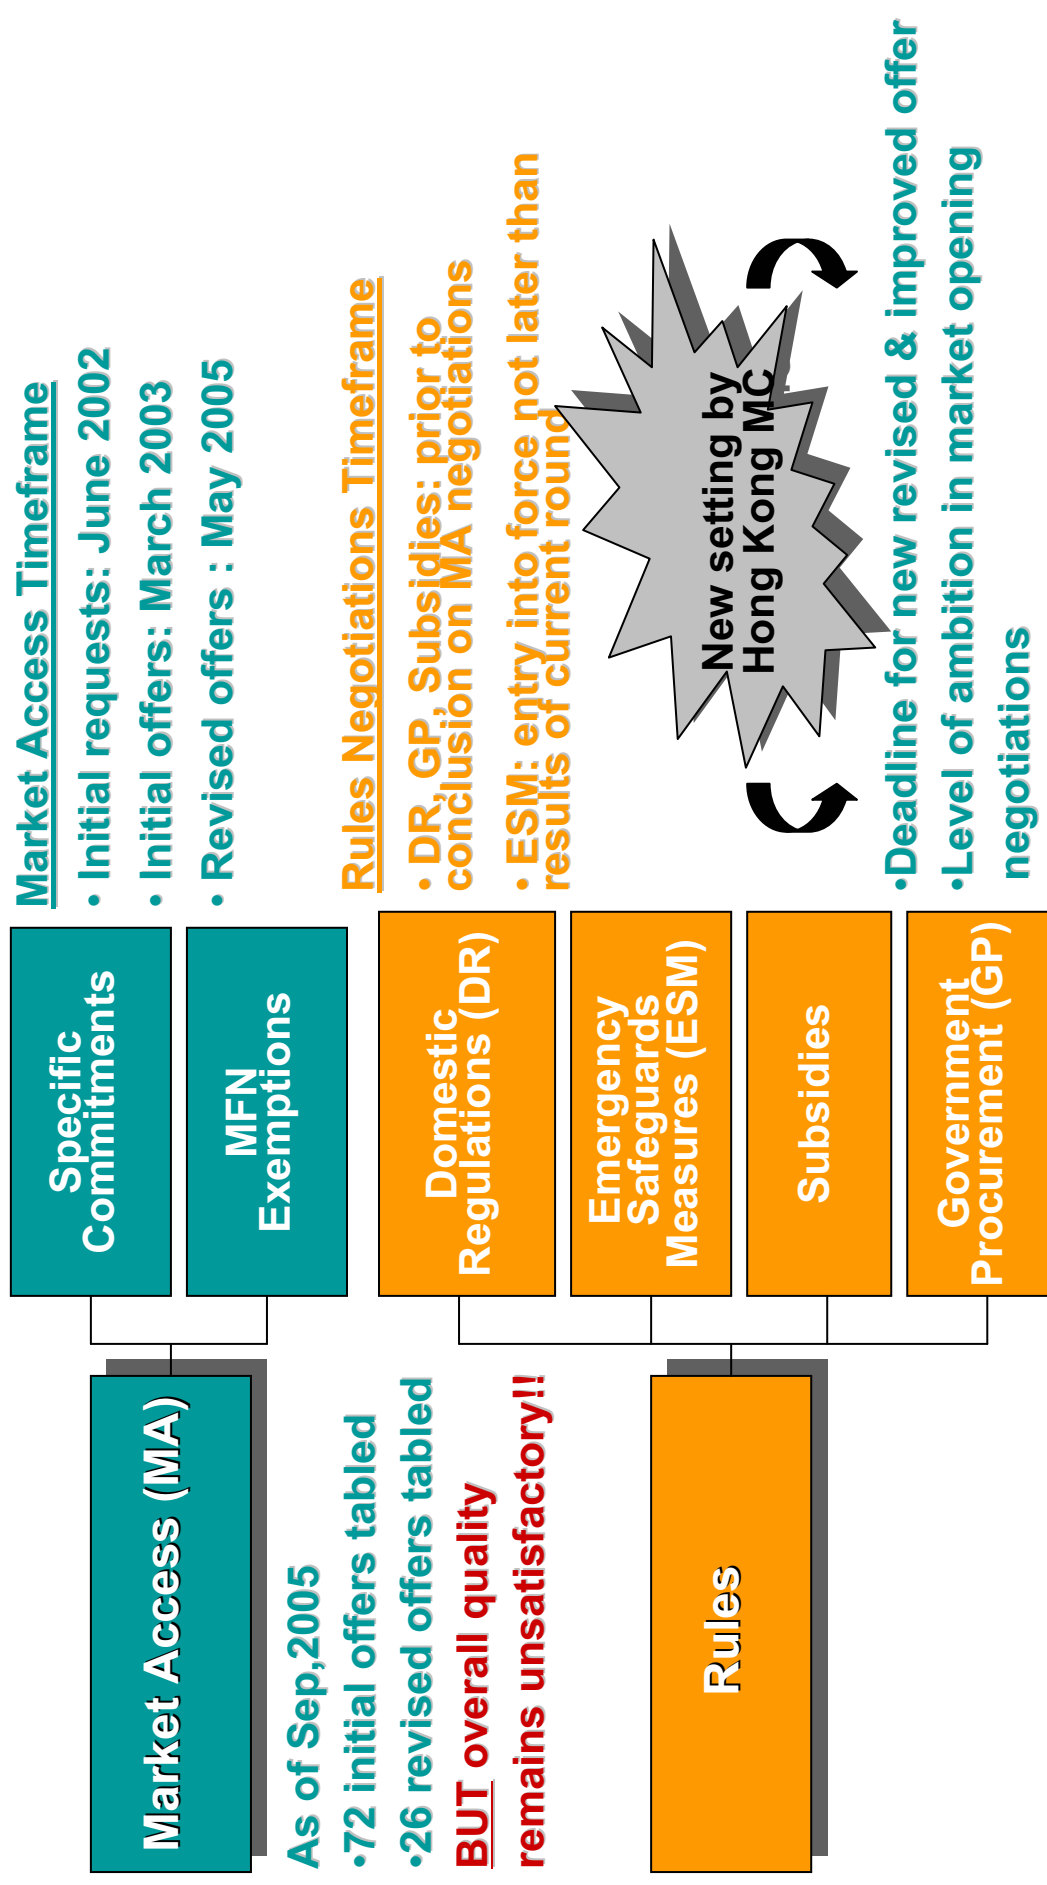 Market Access (MA)
As of Sep,2005
•72 initial offers tabled
•26 revised offers tabled
BUT overall quality
remains unsatisfactory!!
Rules
Specific
Commitments
MFN
Exemptions
Domestic
Regulations (DR)
Emergency
Safeguards
Measures (ESM)
Subsidies
Government
Procurement (GP)
Market Access Timeframe
• Initial requests: June 2002
• Initial offers: March 2003
• Revised offers : May 2005
Rules Negotiations Timeframe
• DR, GP, Subsidies: prior to
conclusion on MA negotiations
• ESM: entry into force not later than
results of current round
New setting by
Hong Kong MC
•Deadline for new revised & improved offer
•Level of ambition in market opening
negotiations